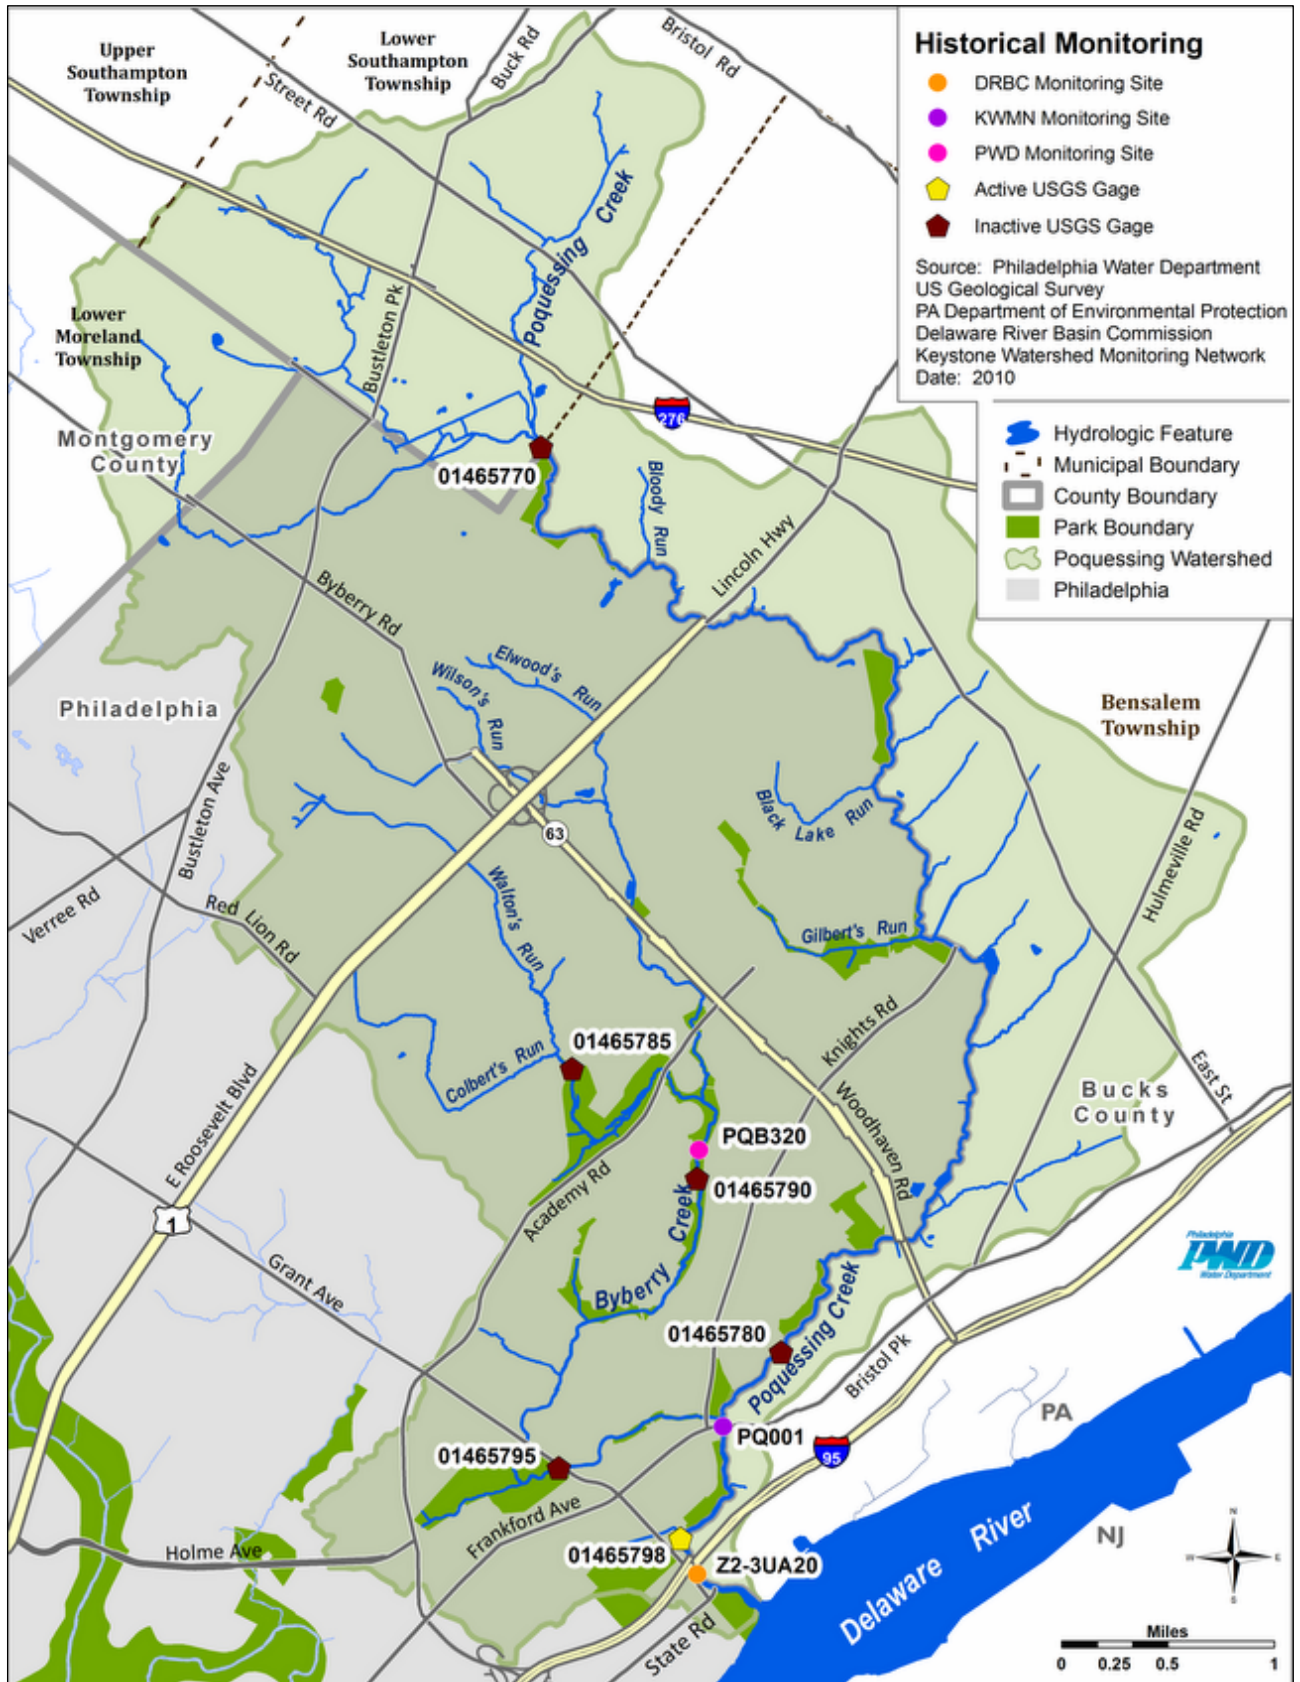 Historical Monitoring
DRBC Monitoring Site
KWMN Monitoring Site
PWD Monitoring Site
Active USGS Gage
Inactive USGS Gage
Source: Philadelphia Water Department
US Geological Survey
PA Department of Environmental Protection
Delaware River Basin Commission
Keystone Watershed Monitoring Network
Date: 2010
Hydrologic Feature
Municipal Boundary
County Boundary
Park Boundary
Poquessing Watershed
Philadelphia
Upper
Southampton
Township
Lower
Southampton
Township
Buck Rd
Bristol Rd
Street Rd
Poquessing Creek
Bustleton Pk
Lower
Moreland
Township
276
Montgomery
County
01465770
Bloody Run
Lincoln Hwy
Byberry Rd
Elwood's Run
Wilson's Run
Philadelphia
Bensalem
Township
Black Lake Run
63
Bustleton Ave
Hulmeville Rd
Verree Rd
Red Lion Rd
Walton's Run
Gilbert's Run
Knights Rd
01465785
Colbert's Run
East St
Bucks
County
E Roosevelt Blvd
Woodhaven Rd
PQB320
01465790
Academy Rd
1
Grant Ave
Byberry Creek
Philadelphia
PWD
Water Department
01465780
Poquessing Creek
Bristol Pk
PA
PQ001
95
01465795
Frankford Ave
NJ
Delaware River
Holme Ave
01465798
Z2-3UA20
State Rd
N
W
E
S
Miles
0 0.25 0.5 1